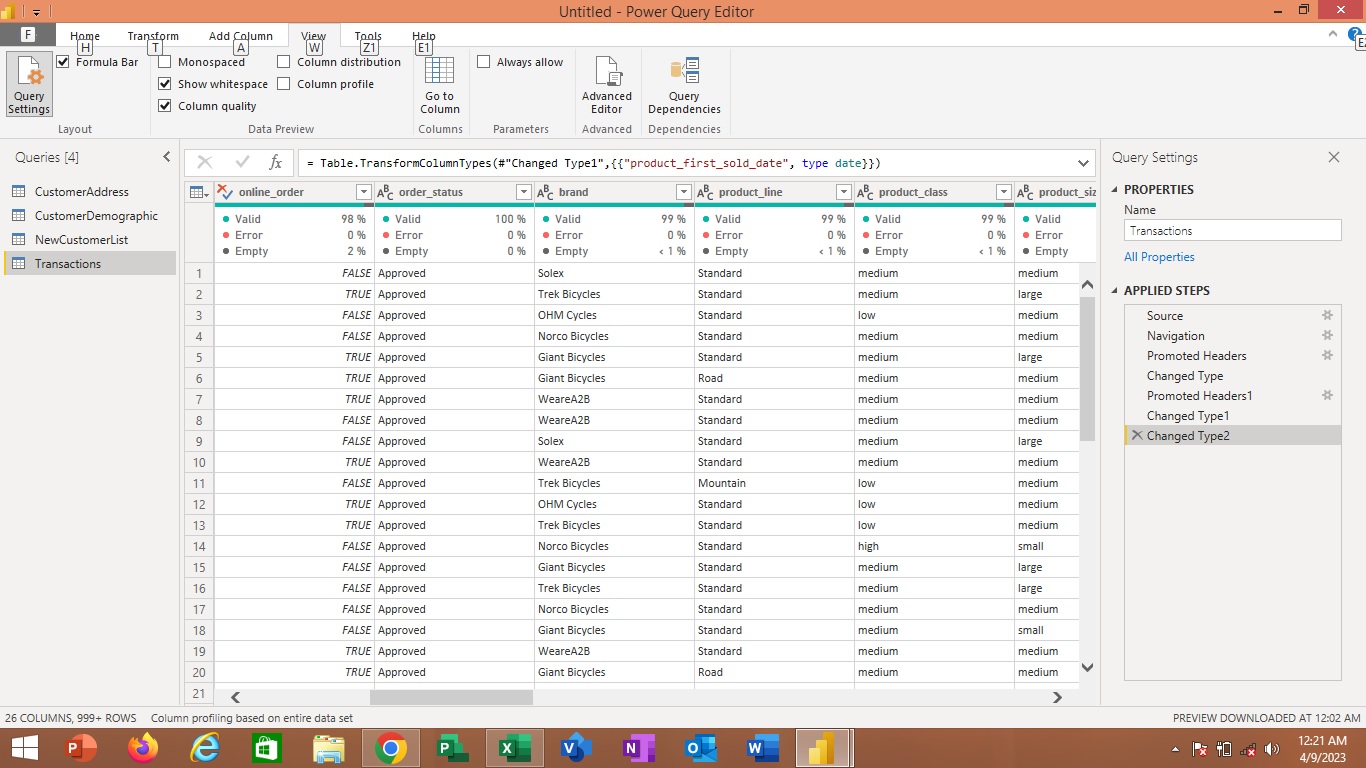 Untitled - Power Query Editor
F Home Transform Add Column View Tools Help
H T A W Z1 E1
Formula Bar Monospaced Column distribution Always allow
Show whitespace Column profile
Column quality
Query Settings Go to Column Advanced Editor Query Dependencies
Layout Data Preview Columns Parameters Advanced Dependencies
Queries [4]
CustomerAddress
CustomerDemographic
NewCustomerList
Transactions
= Table.TransformColumnTypes(#"Changed Type1",{{"product_first_sold_date", type date}})
online_order order_status brand product_line product_class product_siz
Valid 98 % Valid 100 % Valid 99 % Valid 99 % Valid 99 % Valid
Error 0 % Error 0 % Error 0 % Error 0 % Error 0 % Error
Empty 2 % Empty 0 % Empty < 1 % Empty < 1 % Empty < 1 % Empty
1 FALSE Approved Solex Standard medium medium
2 TRUE Approved Trek Bicycles Standard medium large
3 FALSE Approved OHM Cycles Standard low medium
4 FALSE Approved Norco Bicycles Standard medium medium
5 TRUE Approved Giant Bicycles Standard medium large
6 TRUE Approved Giant Bicycles Road medium medium
7 TRUE Approved WeareA2B Standard medium medium
8 FALSE Approved WeareA2B Standard medium medium
9 FALSE Approved Solex Standard medium large
10 TRUE Approved WeareA2B Standard medium medium
11 FALSE Approved Trek Bicycles Mountain low medium
12 TRUE Approved OHM Cycles Standard low medium
13 TRUE Approved Trek Bicycles Standard low medium
14 FALSE Approved Norco Bicycles Standard high small
15 FALSE Approved Giant Bicycles Standard medium large
16 FALSE Approved Trek Bicycles Standard medium large
17 FALSE Approved Norco Bicycles Standard medium medium
18 FALSE Approved Giant Bicycles Standard medium small
19 TRUE Approved WeareA2B Standard medium medium
20 TRUE Approved Giant Bicycles Road medium medium
21
Query Settings
PROPERTIES
Name
Transactions
All Properties
APPLIED STEPS
Source
Navigation
Promoted Headers
Changed Type
Promoted Headers1
Changed Type1
Changed Type2
26 COLUMNS, 999+ ROWS Column profiling based on entire data set PREVIEW DOWNLOADED AT 12:02 AM
12:21 AM
4/9/2023